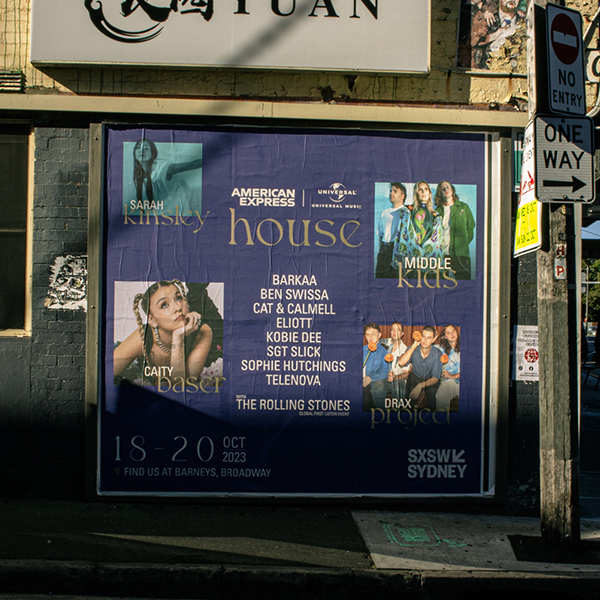 YUAN
NO
ENTRY
ONE
WAY
SARAH
kinsley
AMERICAN
EXPRESS
UNIVERSAL
UNIVERSAL MUSIC
house
MIDDLE
kids
BARKAA
BEN SWISSA
CAT & CALMELL
ELIOTT
KOBIE DEE
SGT SLICK
SOPHIE HUTCHINGS
TELENOVA
CAITY
baser
DRAX
project
WITH
THE ROLLING STONES
GLOBAL FIRST LISTEN EVENT
18-20 OCT
2023
FIND US AT BARNEYS, BROADWAY
SXSW
SYDNEY